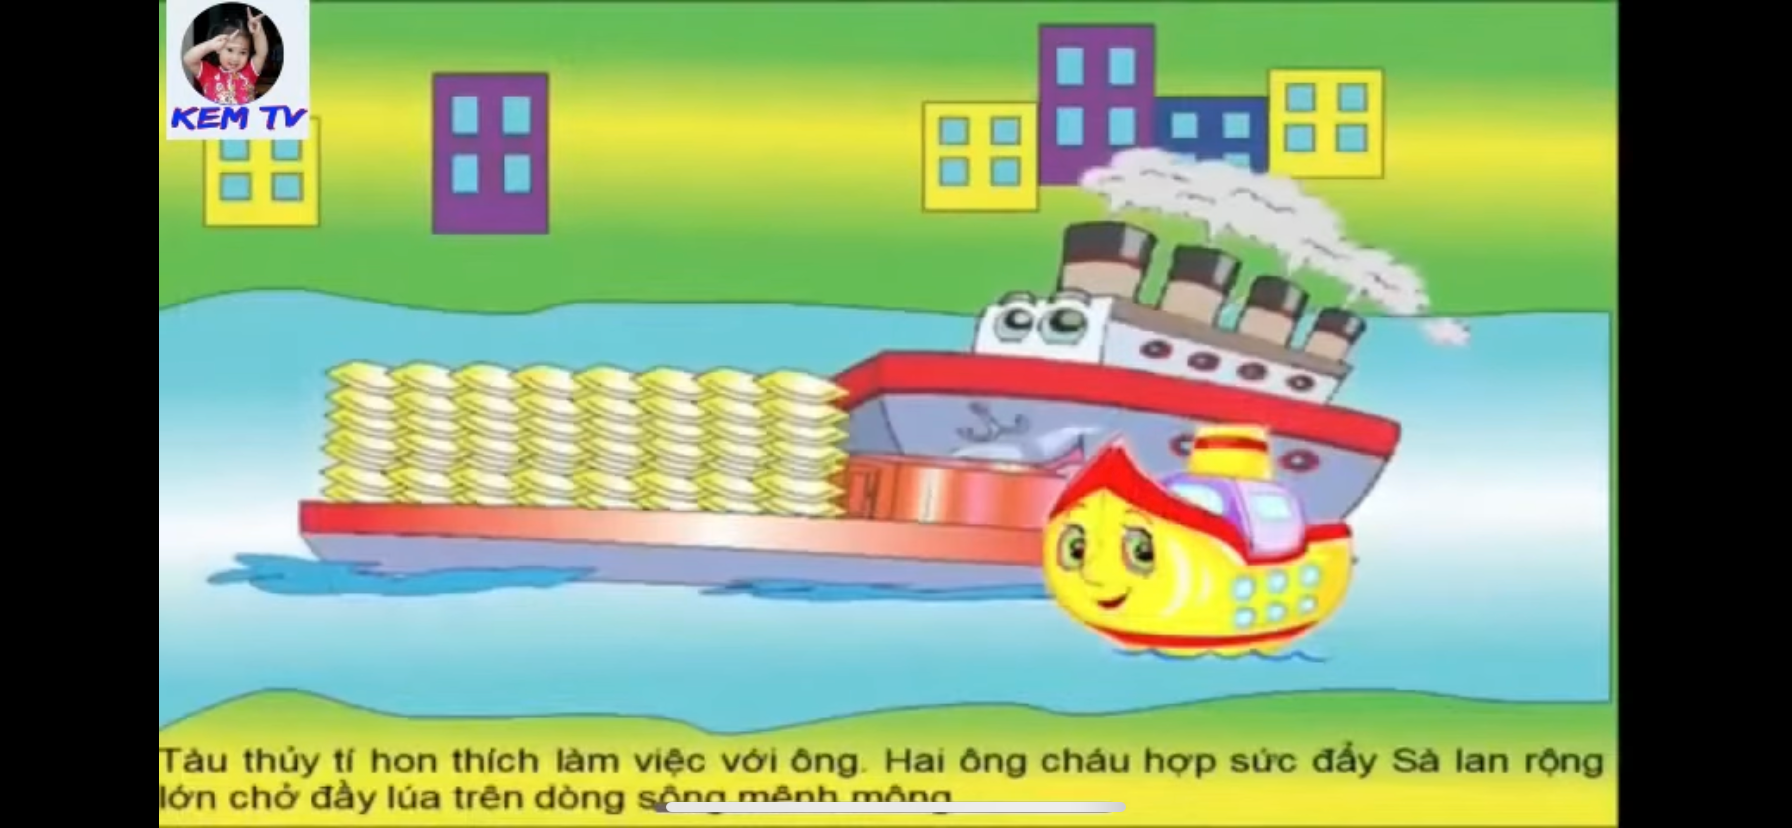 KEM TV
Tàu thủy tí hon thích làm việc với ông. Hai ông cháu hợp sức đẩy Sà lan rộng
lớn chở đầy lúa trên dòng sông mênh mông